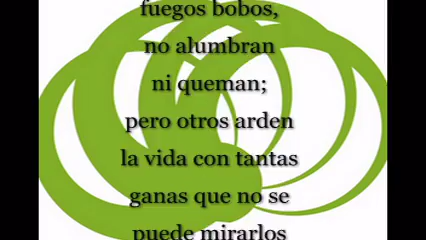 fuegos bobos,
no alumbran
ni queman;
pero otros arden
la vida con tantas
ganas que no se
puede mirarlos